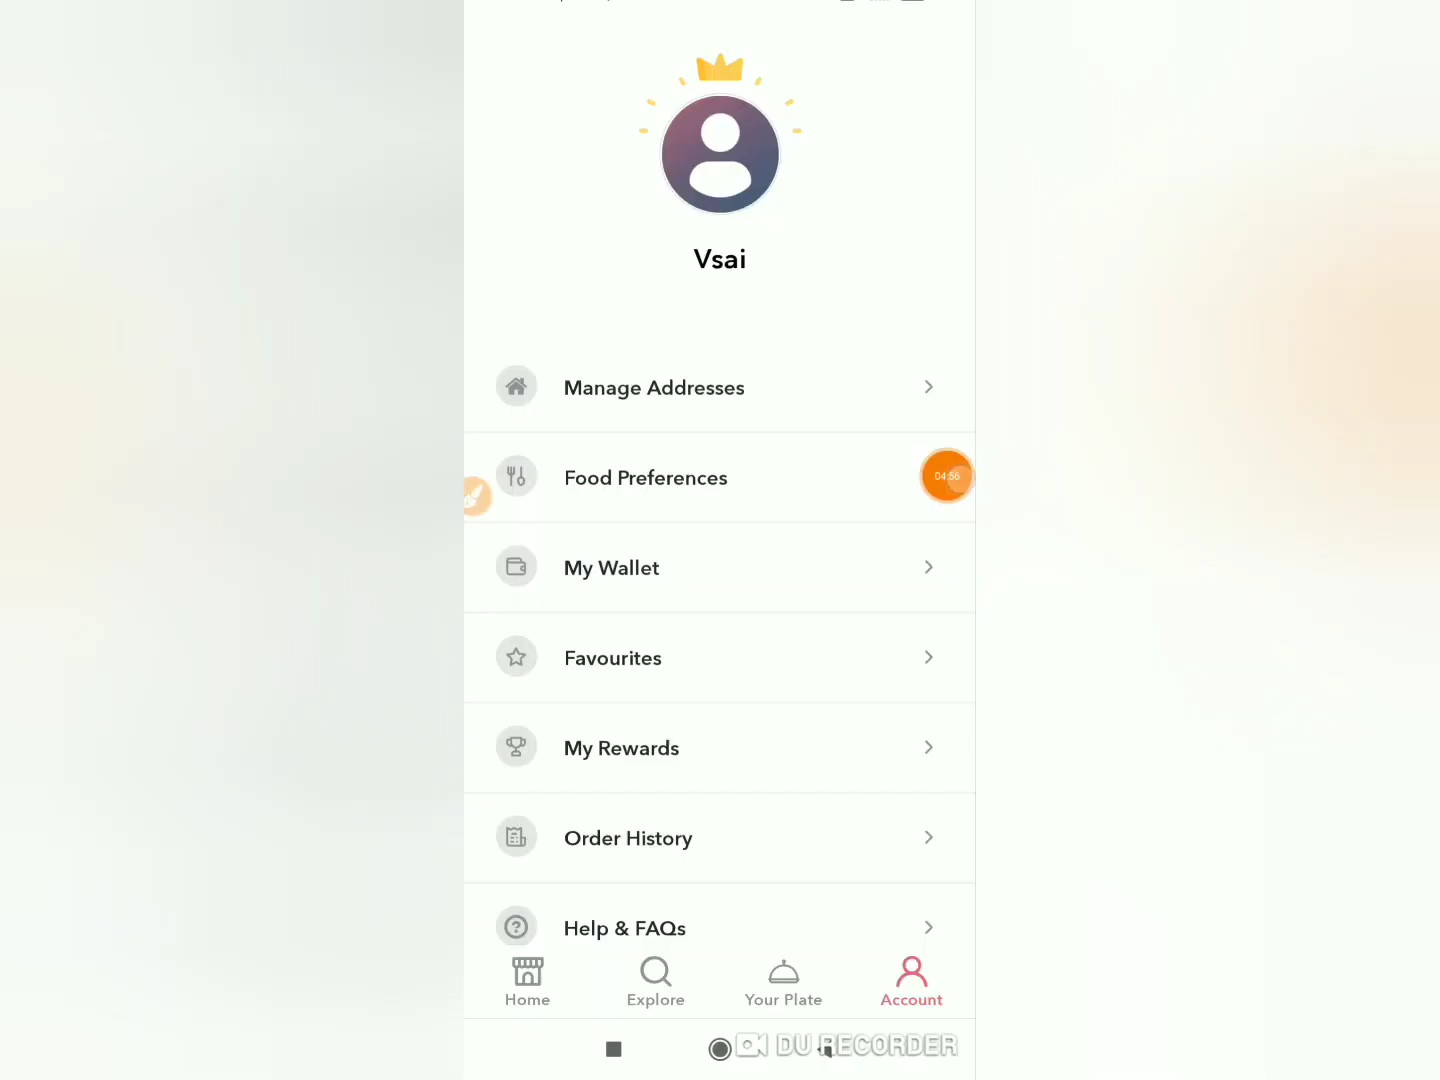 Vsai
Manage Addresses
Food Preferences
04:56
My Wallet
Favourites
My Rewards
Order History
Help & FAQs
Home
Explore
Your Plate
Account
DU RECORDER